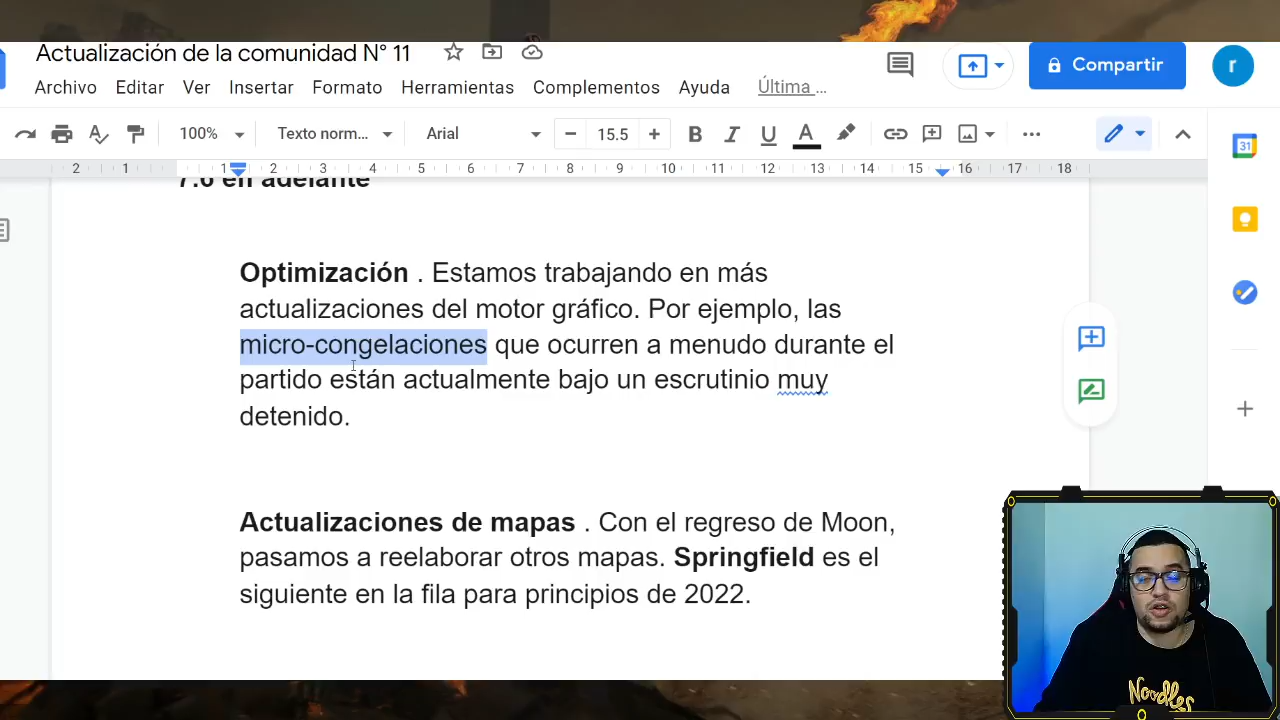 Actualización de la comunidad N° 11
Archivo Editar Ver Insertar Formato Herramientas Complementos Ayuda Última ...
Compartir
r
100% Texto norm... Arial 15.5 B I U A ...
2 1 1 2 3 4 5 6 7 8 9 10 11 12 13 14 15 16 17 18
31
7.6 en adelante
Optimización . Estamos trabajando en más
actualizaciones del motor gráfico. Por ejemplo, las
micro-congelaciones que ocurren a menudo durante el
partido están actualmente bajo un escrutinio muy
detenido.
Actualizaciones de mapas . Con el regreso de Moon,
pasamos a reelaborar otros mapas. Springfield es el
siguiente en la fila para principios de 2022.
Noodles